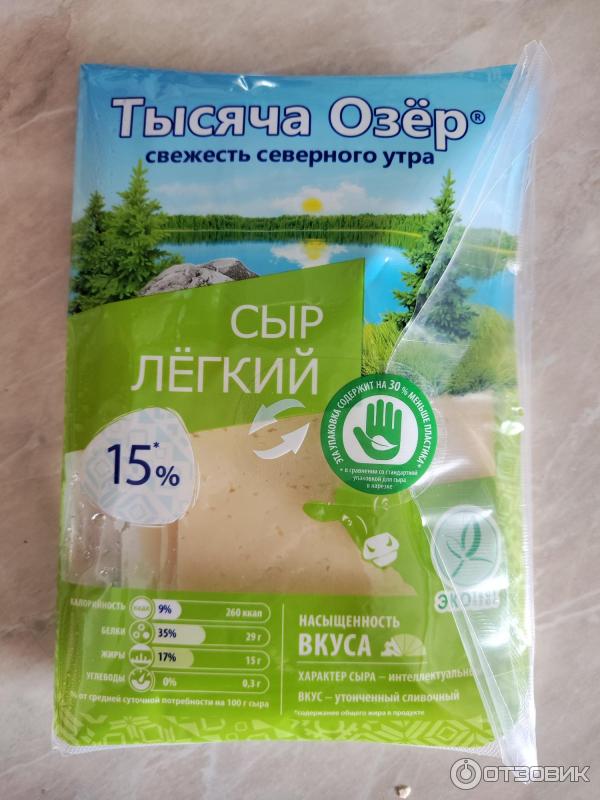 Тысяча Озёр®
свежесть северного утра
СЫР
ЛЁГКИЙ
15*%
ЭТА УПАКОВКА СОДЕРЖИТ НА 30% МЕНЬШЕ ПЛАСТИКА*
* в сравнении со стандартной
упаковкой для сыра
в нарезке
КАЛОРИЙНОСТЬ 9% 260 ккал
БЕЛКИ 35% 29 г
ЖИРЫ 17% 15 г
УГЛЕВОДЫ 0% 0,3 г
% от средней суточной потребности на 100 г сыра
НАСЫЩЕННОСТЬ
ВКУСА
ХАРАКТЕР СЫРА –
ВКУС – утонченный сливочный
*содержание общего жира в продукте
ОТЗОВИК